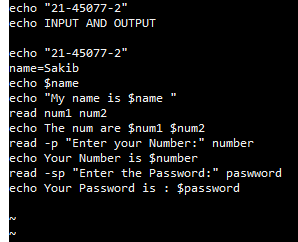 echo "21-45077-2"
echo INPUT AND OUTPUT
echo "21-45077-2"
name=Sakib
echo $name
echo "My name is $name "
read num1 num2
echo The num are $num1 $num2
read -p "Enter your Number:" number
echo Your Number is $number
read -sp "Enter the Password:" paswword
echo Your Password is : $password
~
~